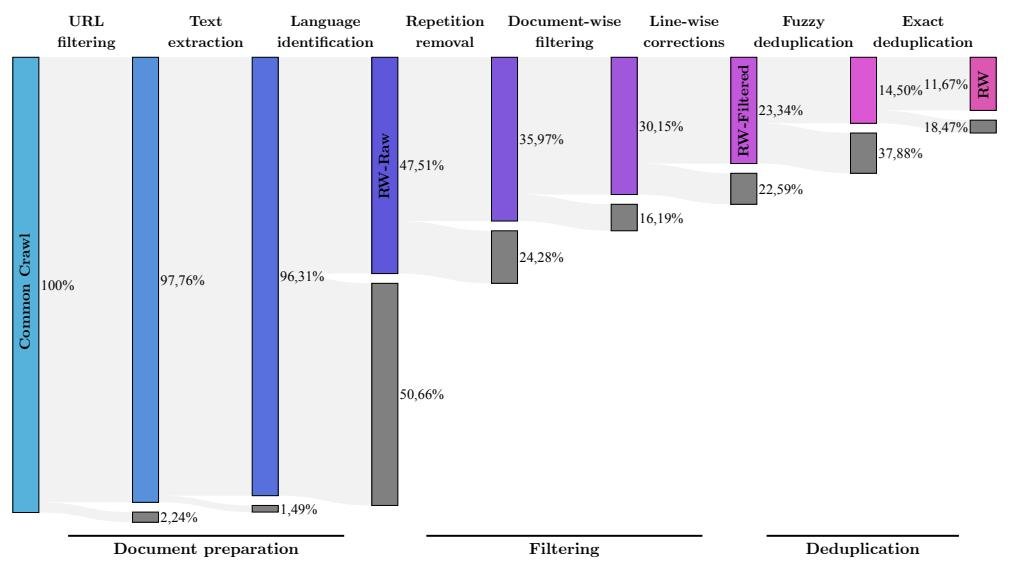 URL
filtering
Text
extraction
Language
identification
Repetition
removal
Document-wise
filtering
Line-wise
corrections
Fuzzy
deduplication
Exact
deduplication
Common Crawl
100%
97,76%
2,24%
96,31%
1,49%
RW-Raw
47,51%
50,66%
35,97%
24,28%
30,15%
16,19%
RW-Filtered
23,34%
22,59%
14,50%
37,88%
11,67%
RW
18,47%
Document preparation
Filtering
Deduplication